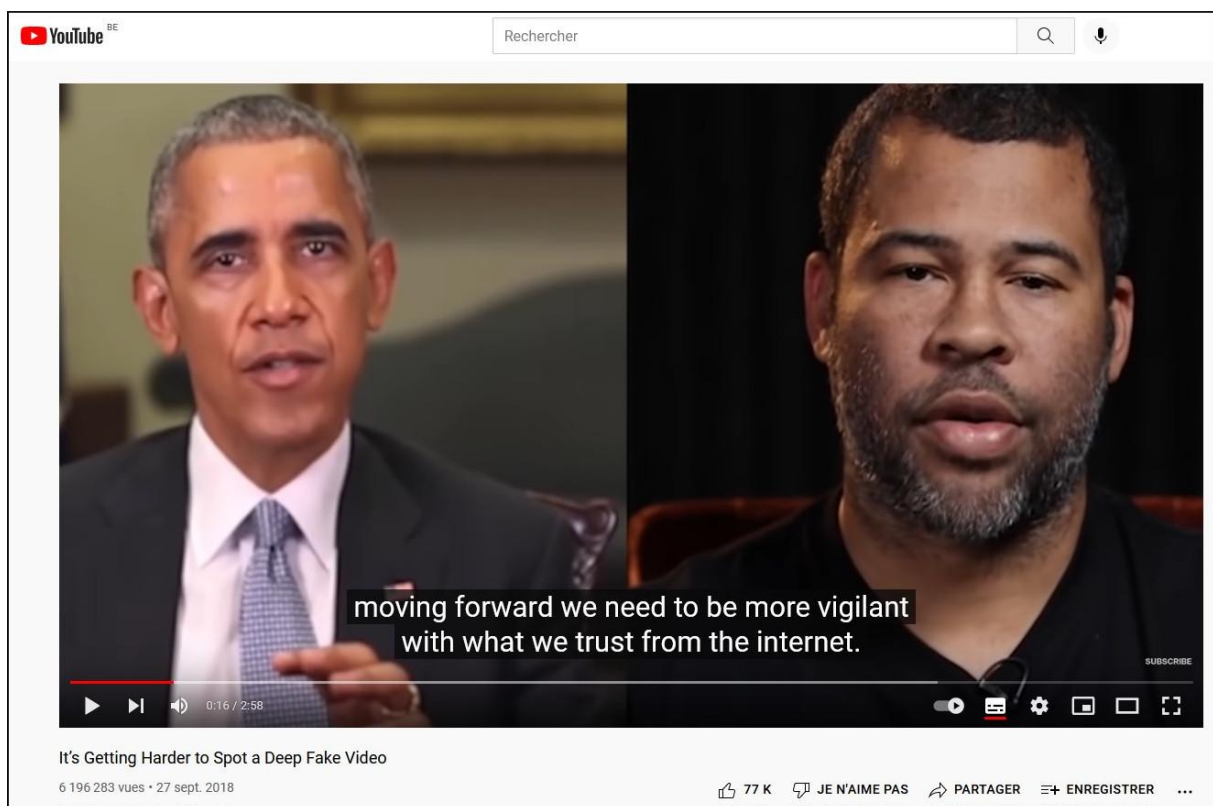 YouTube BE
Rechercher
moving forward we need to be more vigilant
with what we trust from the internet.
SUBSCRIBE
0:16 / 2:58
It's Getting Harder to Spot a Deep Fake Video
6 196 283 vues • 27 sept. 2018
77 K JE N'AIME PAS PARTAGER ENREGISTRER ...